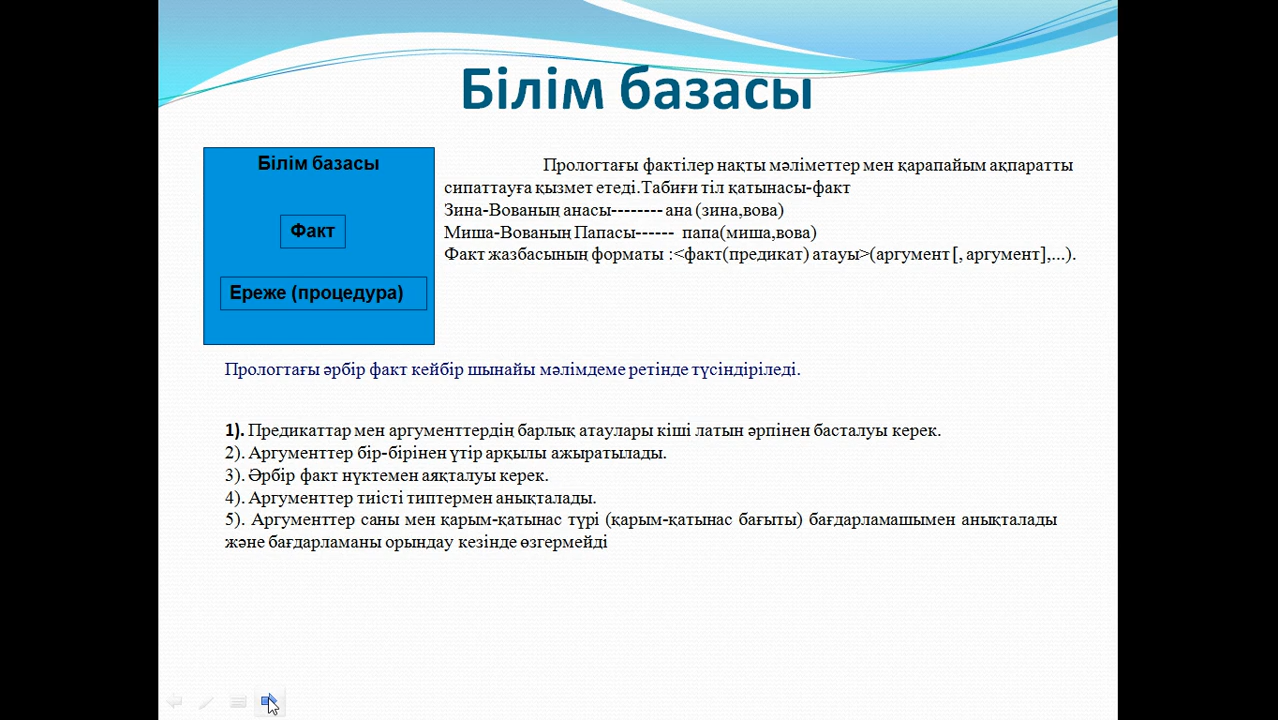 Білім базасы
Білім базасы
Факт
Ереже (процедура)
Прологтағы фактілер нақты мәліметтер мен қарапайым ақпаратты
сипаттауға қызмет етеді.Табиғи тіл қатынасы-факт
Зина-Вованың анасы-------- ана (зина,вова)
Миша-Вованың Папасы------ папа(миша,вова)
Факт жазбасының форматы :<факт(предикат) атауы>(аргумент [, аргумент],...).
Прологтағы әрбір факт кейбір шынайы мәлімдеме ретінде түсіндіріледі.
1). Предикаттар мен аргументтердің барлық атаулары кіші латын әрпінен басталуы керек.
2). Аргументтер бір-бірінен үтір арқылы ажыратылады.
3). Әрбір факт нүктемен аяқталуы керек.
4). Аргументтер тиісті типтермен анықталады.
5). Аргументтер саны мен қарым-қатынас түрі (қарым-қатынас бағыты) бағдарламашымен анықталады
және бағдарламаны орындау кезінде өзгермейді